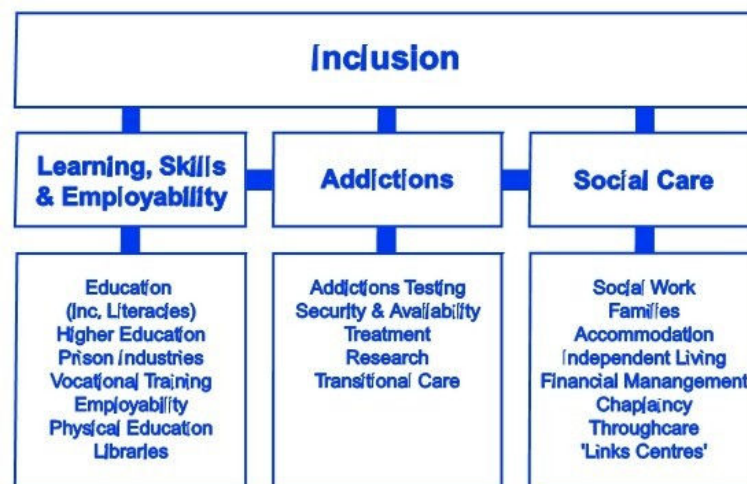 Inclusion
Learning, Skills
& Employability
Addictions
Social Care
Education
(Inc. Literacies)
Higher Education
Prison Industries
Vocational Training
Employability
Physical Education
Libraries
Addictions Testing
Security & Availability
Treatment
Research
Transitional Care
Social Work
Families
Accommodation
Independent Living
Financial Manangement
Chaplaincy
Throughcare
'Links Centres'